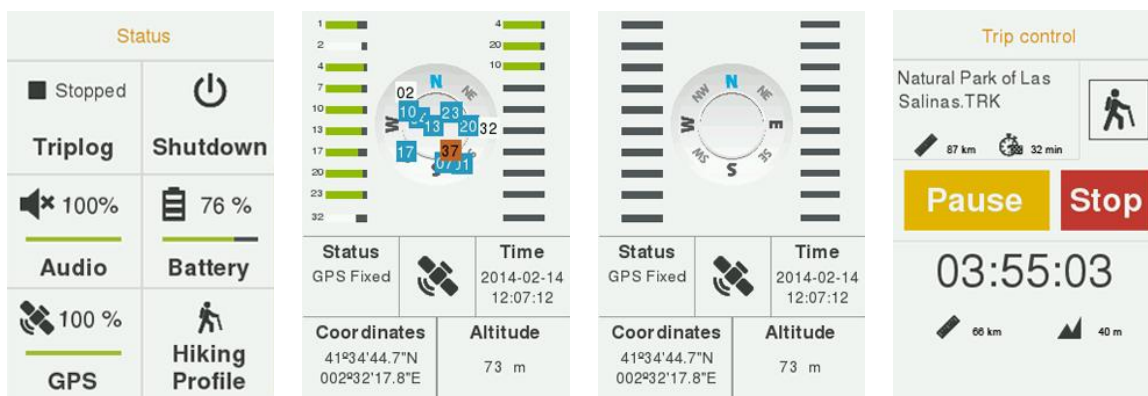 Status
Stopped
Triplog
Shutdown
100%
Audio
76 %
Battery
100 %
GPS
Hiking
Profile
1
2
4
7
10
13
17
20
23
32
4
20
10
N
NE
W
S
02
10
23
13
20
32
17
37
01
Status
GPS Fixed
Time
2014-02-14
12:07:12
Coordinates
41º34'44.7"N
002º32'17.8"E
Altitude
73 m
N
NW
NE
W
E
SW
SE
S
Status
GPS Fixed
Time
2014-02-14
12:07:12
Coordinates
41º34'44.7"N
002º32'17.8"E
Altitude
73 m
Trip control
Natural Park of Las
Salinas.TRK
87 km
32 min
Pause
Stop
03:55:03
66 km
40 m